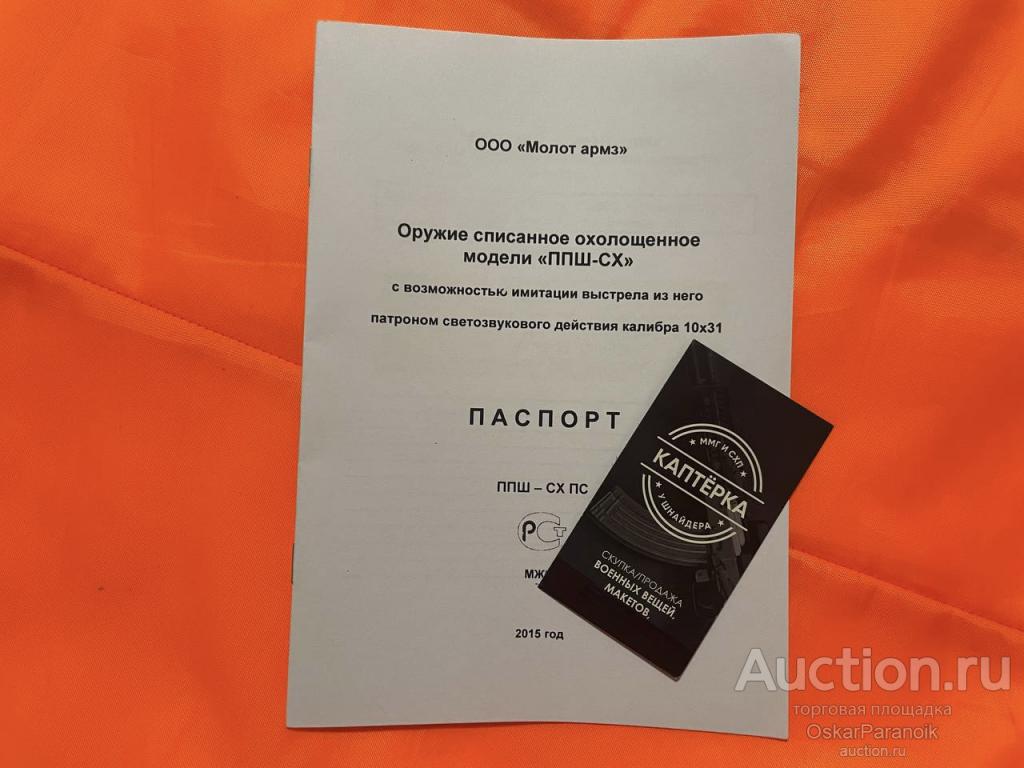 ООО «Молот армз»
Оружие списанное охолощенное
модели «ППШ-СХ»
с возможностью имитации выстрела из него
патроном светозвукового действия калибра 10х31
ПАСПОРТ
ППШ – СХ ПС
РСТ
2015 год
ММГ И СХП
КАПТЁРКА
У ШНАЙДЕРА
СКУПКА/ПРОДАЖА
ВОЕННЫХ ВЕЩЕЙ,
МАКЕТОВ,
Auction.ru
торговая площадка
OskarParanoik
auction.ru